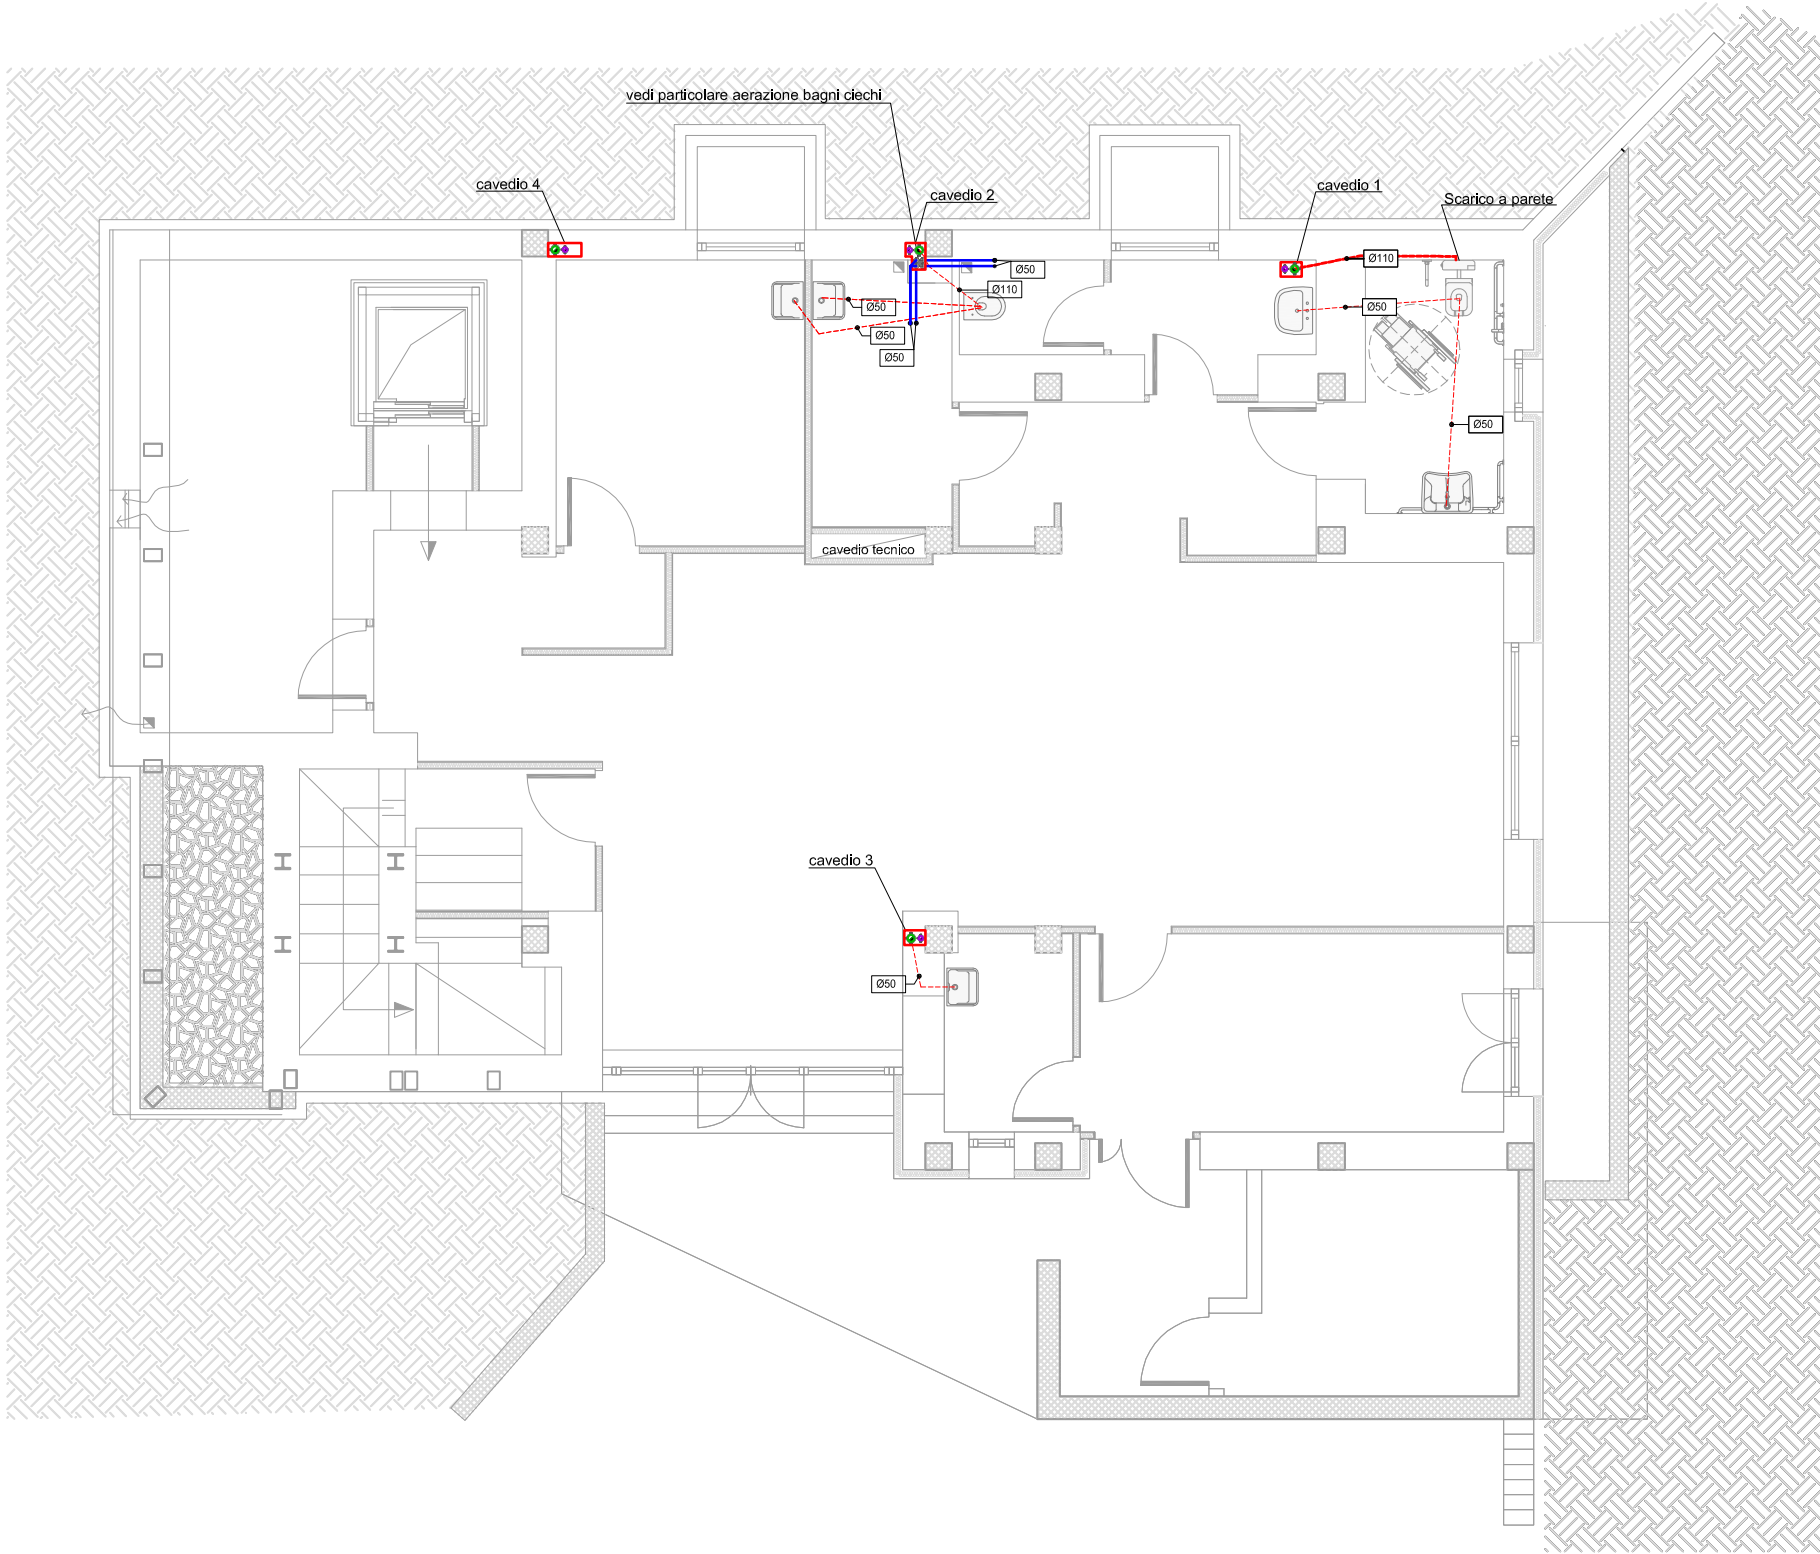 vedi particolare aerazione bagni ciechi
cavedio 4
cavedio 2
cavedio 1
Scarico a parete
Ø110
Ø50
Ø110
Ø50
Ø50
Ø50
Ø50
Ø50
cavedio tecnico
cavedio 3
Ø50